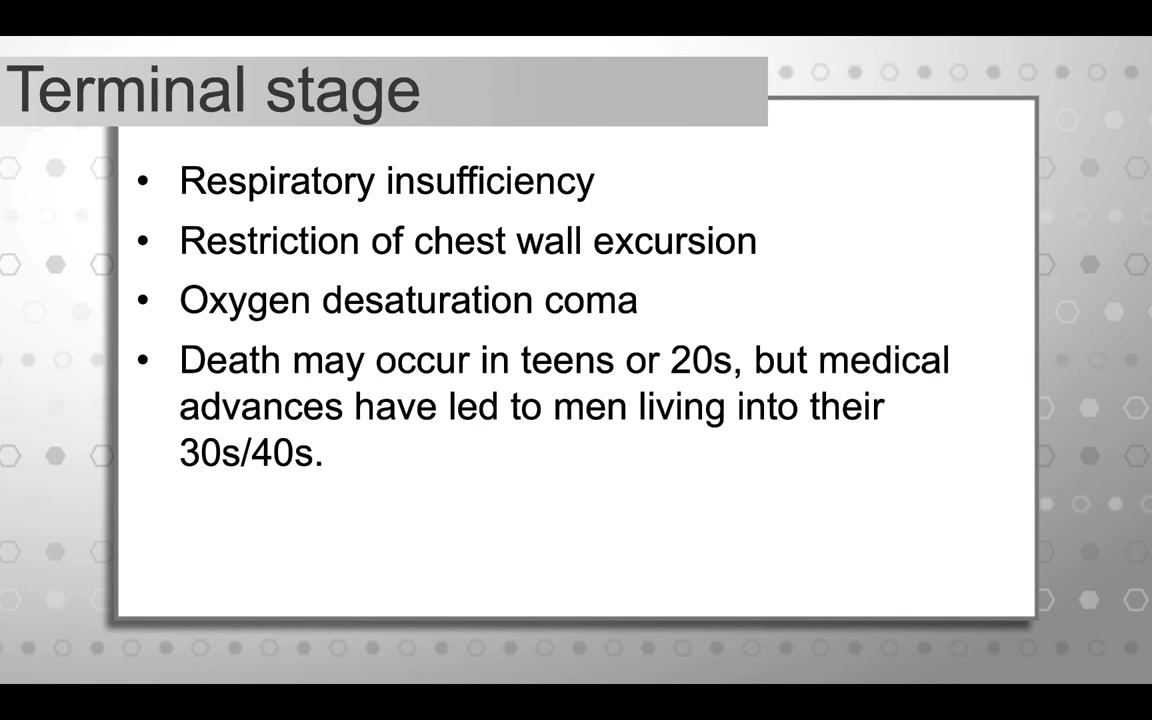 Terminal stage
• Respiratory insufficiency
• Restriction of chest wall excursion
• Oxygen desaturation coma
• Death may occur in teens or 20s, but medical
advances have led to men living into their
30s/40s.